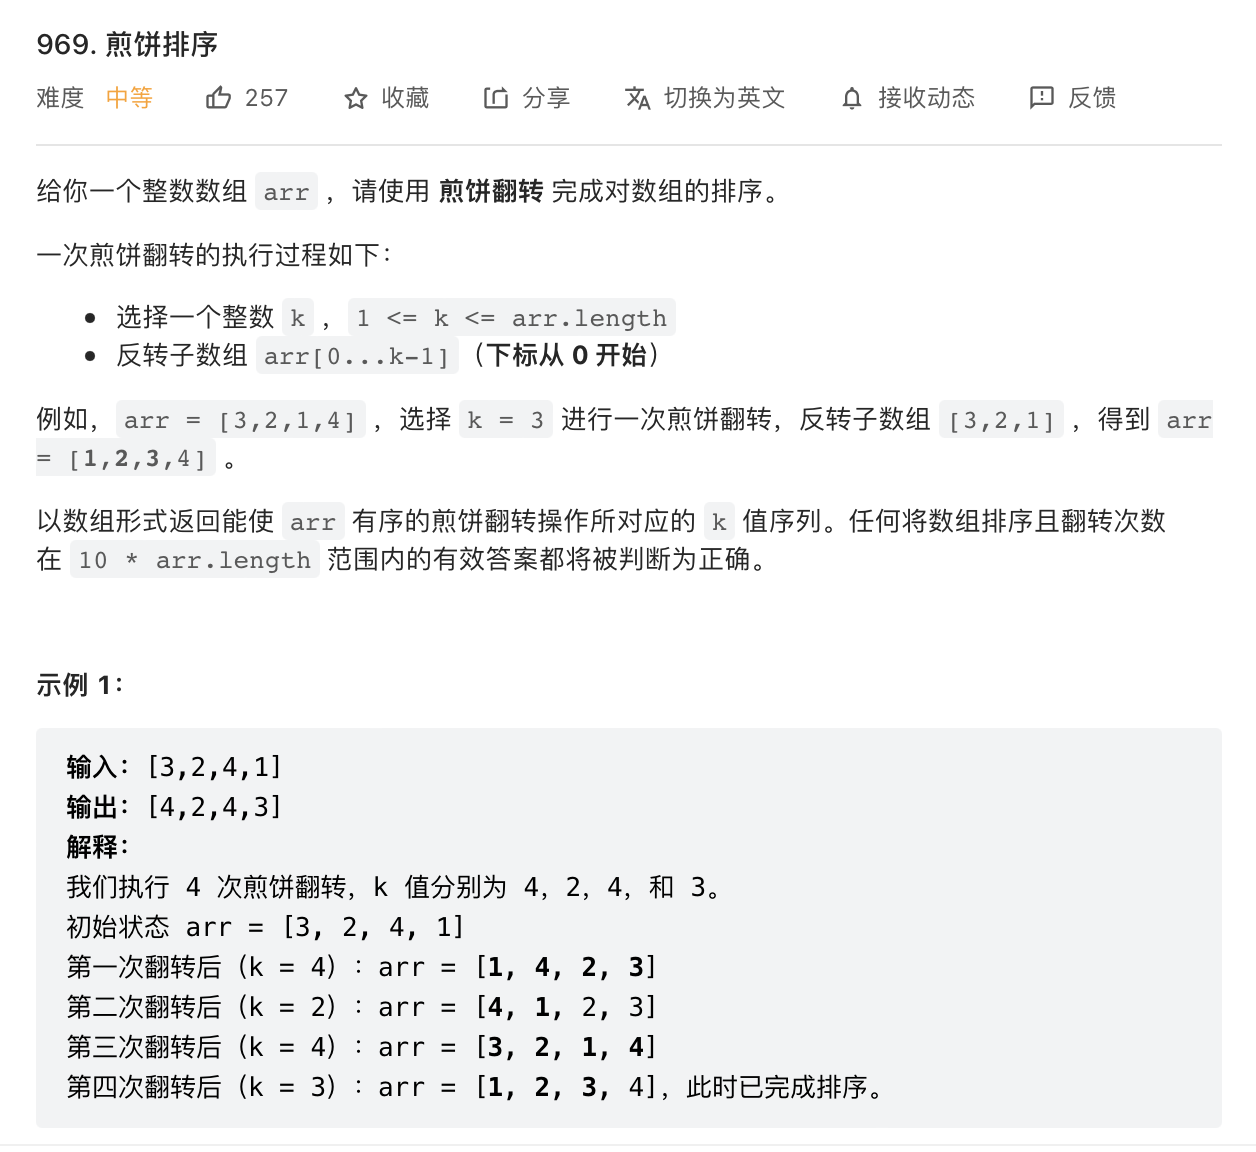 969. 煎饼排序
难度 中等 257 收藏 分享 切换为英文 接收动态 反馈
给你一个整数数组 arr ，请使用 煎饼翻转 完成对数组的排序。
一次煎饼翻转的执行过程如下：
• 选择一个整数 k ， 1 <= k <= arr.length
• 反转子数组 arr[0...k-1]（下标从 0 开始）
例如， arr = [3,2,1,4] ，选择 k = 3 进行一次煎饼翻转，反转子数组 [3,2,1] ，得到 arr
= [1,2,3,4] 。
以数组形式返回能使 arr 有序的煎饼翻转操作所对应的 k 值序列。任何将数组排序且翻转次数
在 10 * arr.length 范围内的有效答案都将被判断为正确。
示例 1：
输入：[3,2,4,1]
输出：[4,2,4,3]
解释：
我们执行 4 次煎饼翻转，k 值分别为 4，2，4，和 3。
初始状态 arr = [3, 2, 4, 1]
第一次翻转后（k = 4）：arr = [1, 4, 2, 3]
第二次翻转后（k = 2）：arr = [4, 1, 2, 3]
第三次翻转后（k = 4）：arr = [3, 2, 1, 4]
第四次翻转后（k = 3）：arr = [1, 2, 3, 4]，此时已完成排序。